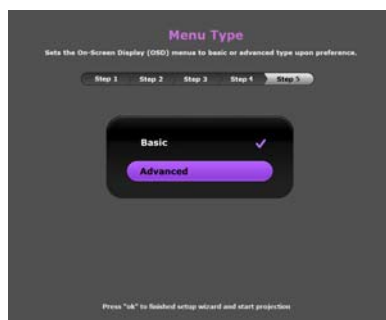 Menu Type
Sets the On-Screen Display (OSD) menus to basic or advanced type upon preference.
Step 1 Step 2 Step 3 Step 4 Step 5
Basic
Advanced
Press "ok" to finished setup wizard and start projection